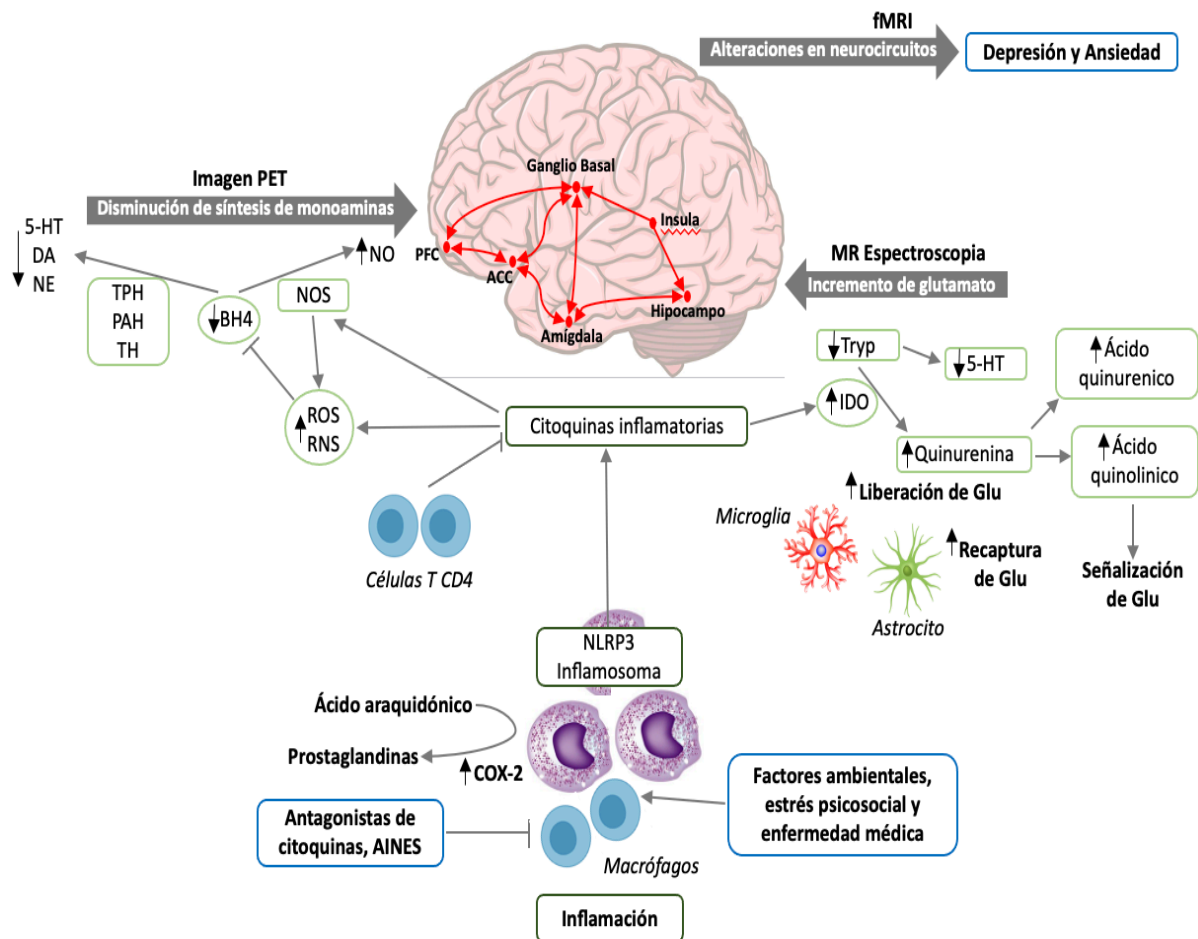 fMRI
Alteraciones en neurocircuitos
Depresión y Ansiedad
Imagen PET
Disminución de síntesis de monoaminas
5-HT
DA
NE
TPH
PAH
TH
BH4
NO
NOS
ROS
RNS
Ganglio Basal
Insula
PFC
ACC
Amígdala
Hipocampo
MR Espectroscopia
Incremento de glutamato
Tryp
5-HT
IDO
Quinurenina
Ácido
quinurenico
Ácido
quinolinico
Citoquinas inflamatorias
Liberación de Glu
Microglia
Recaptura
de Glu
Astrocito
Señalización
de Glu
Células T CD4
NLRP3
Inflamosoma
Ácido araquidónico
Prostaglandinas
COX-2
Factores ambientales,
estrés psicosocial y
enfermedad médica
Antagonistas de
citoquinas, AINES
Macrófagos
Inflamación